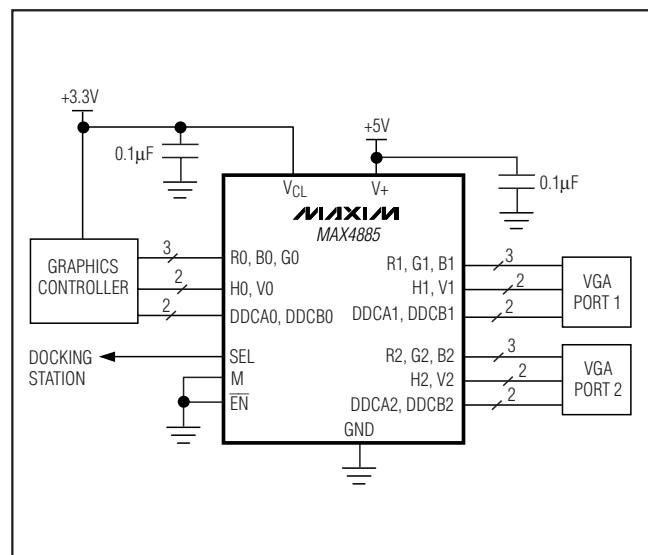 +3.3V
0.1µF
+5V
0.1µF
VCL
V+
MAXIM
MAX4885
GRAPHICS
CONTROLLER
3
2
2
R0, B0, G0
H0, V0
DDCA0, DDCB0
DOCKING
STATION
SEL
M
EN
R1, G1, B1
H1, V1
DDCA1, DDCB1
3
2
2
VGA
PORT 1
R2, G2, B2
H2, V2
DDCA2, DDCB2
3
2
2
VGA
PORT 2
GND